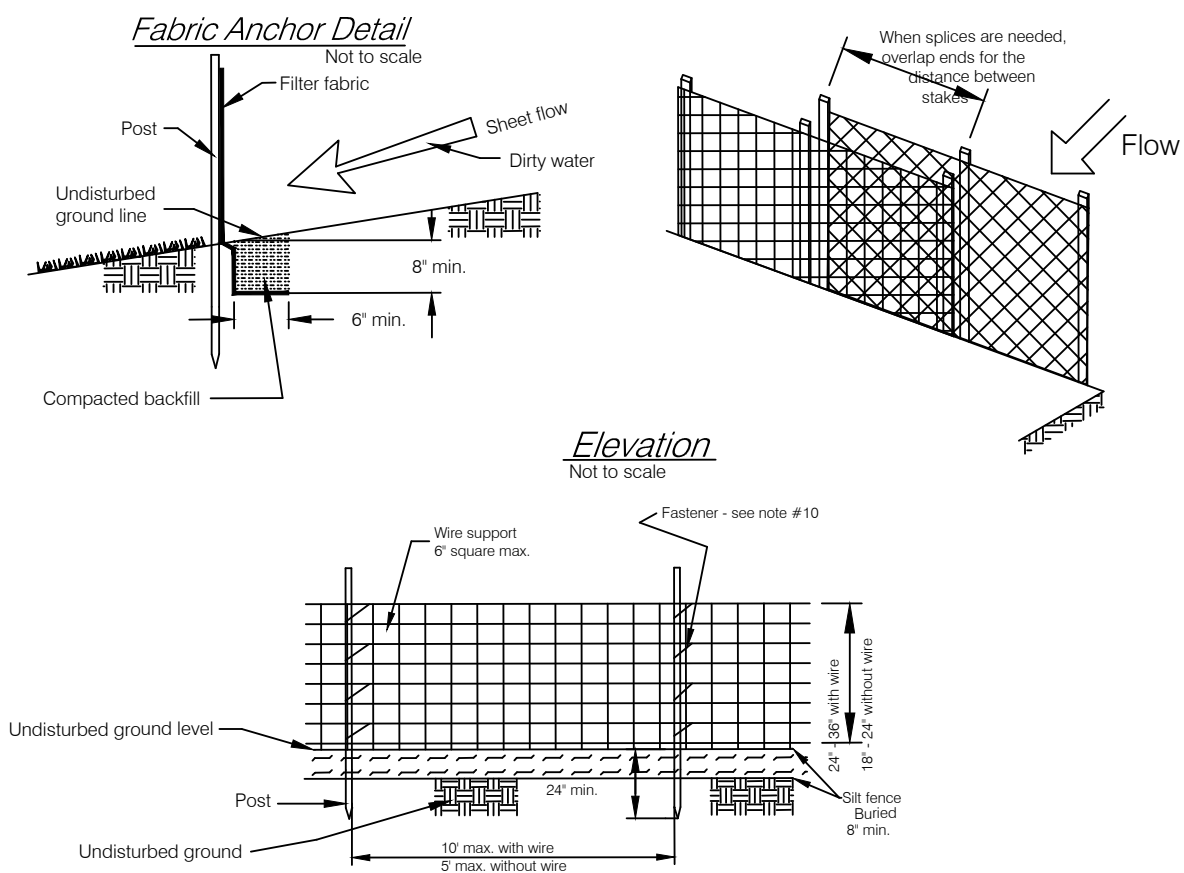 Fabric Anchor Detail
Not to scale
Filter fabric
Post
Sheet flow
Dirty water
Undisturbed
ground line
8" min.
6" min.
Compacted backfill
When splices are needed,
overlap ends for the
distance between
stakes
Flow
Elevation
Not to scale
Fastener - see note #10
Wire support
6" square max.
24" - 36" with wire
18" - 24" without wire
Undisturbed ground level
24" min.
Post
Silt fence
Buried
8" min.
Undisturbed ground
10' max. with wire
5' max. without wire